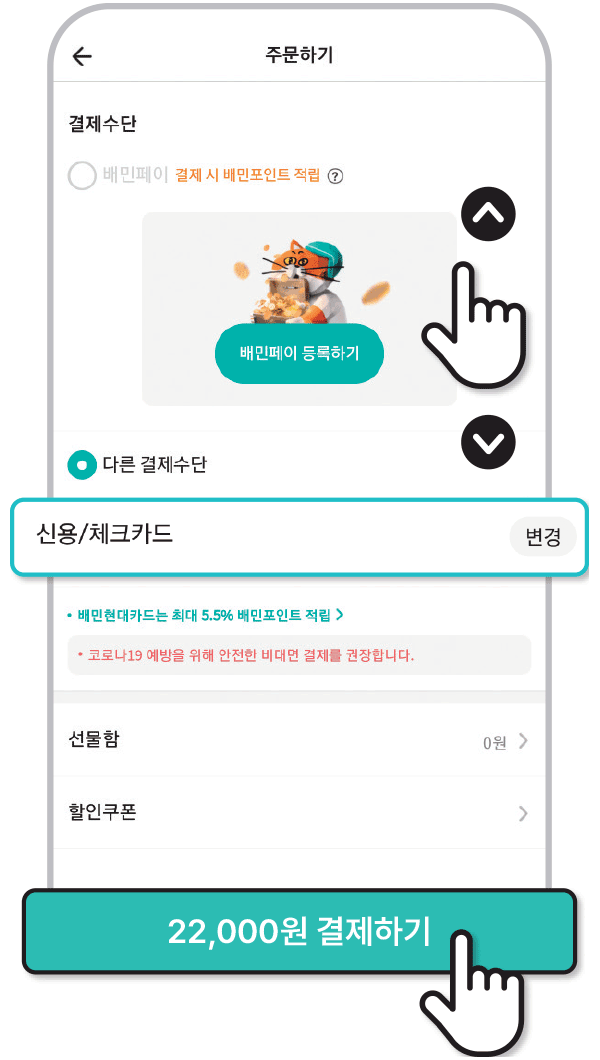 주문하기
결제수단
배민페이 결제 시 배민포인트 적립 ?
배민페이 등록하기
다른 결제수단
신용/체크카드 변경
• 배민현대카드는 최대 5.5% 배민포인트 적립 >
• 코로나19 예방을 위해 안전한 비대면 결제를 권장합니다.
선물함 0원 >
할인쿠폰 >
22,000원 결제하기